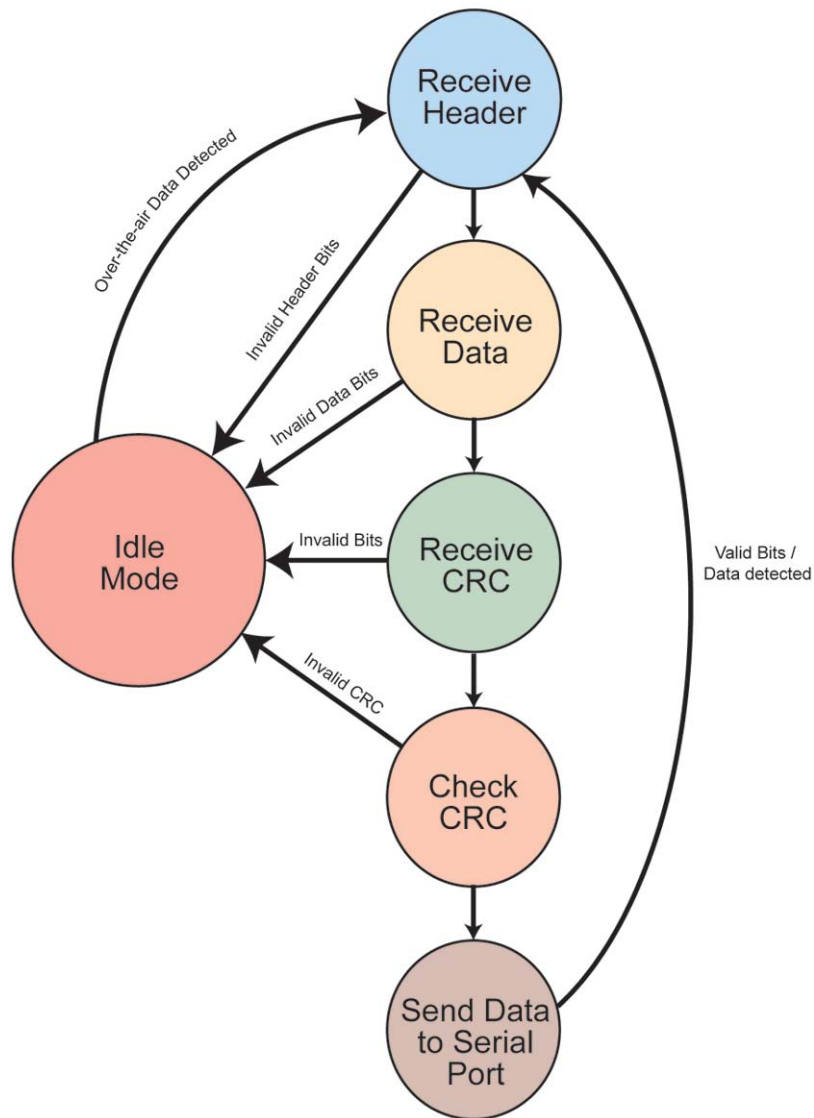 Receive
Header
Over-the-air Data Detected
Invalid Header Bits
Receive
Data
Invalid Data Bits
Idle
Mode
Invalid Bits
Receive
CRC
Valid Bits /
Data detected
Invalid CRC
Check
CRC
Send Data
to Serial
Port